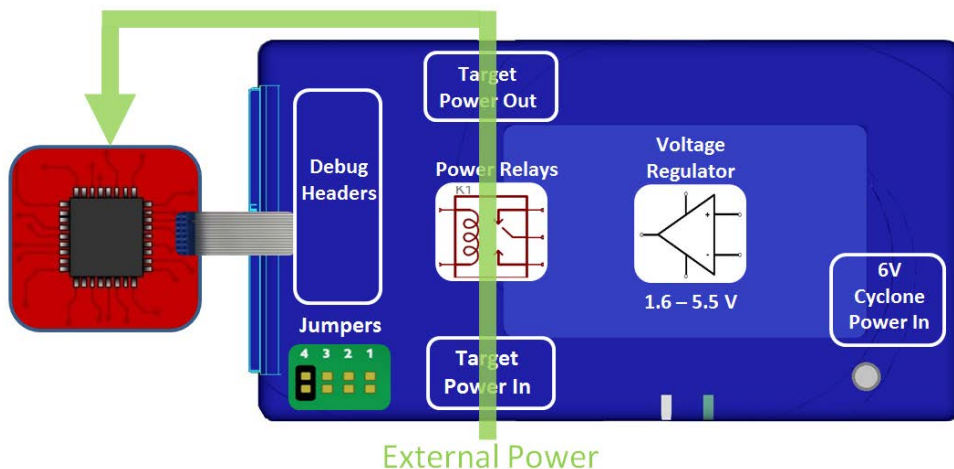 Target
Power Out
Debug
Headers
Power Relays
K1
Voltage
Regulator
+
-
1.6 – 5.5 V
6V
Cyclone
Power In
Jumpers
4 3 2 1
Target
Power In
External Power